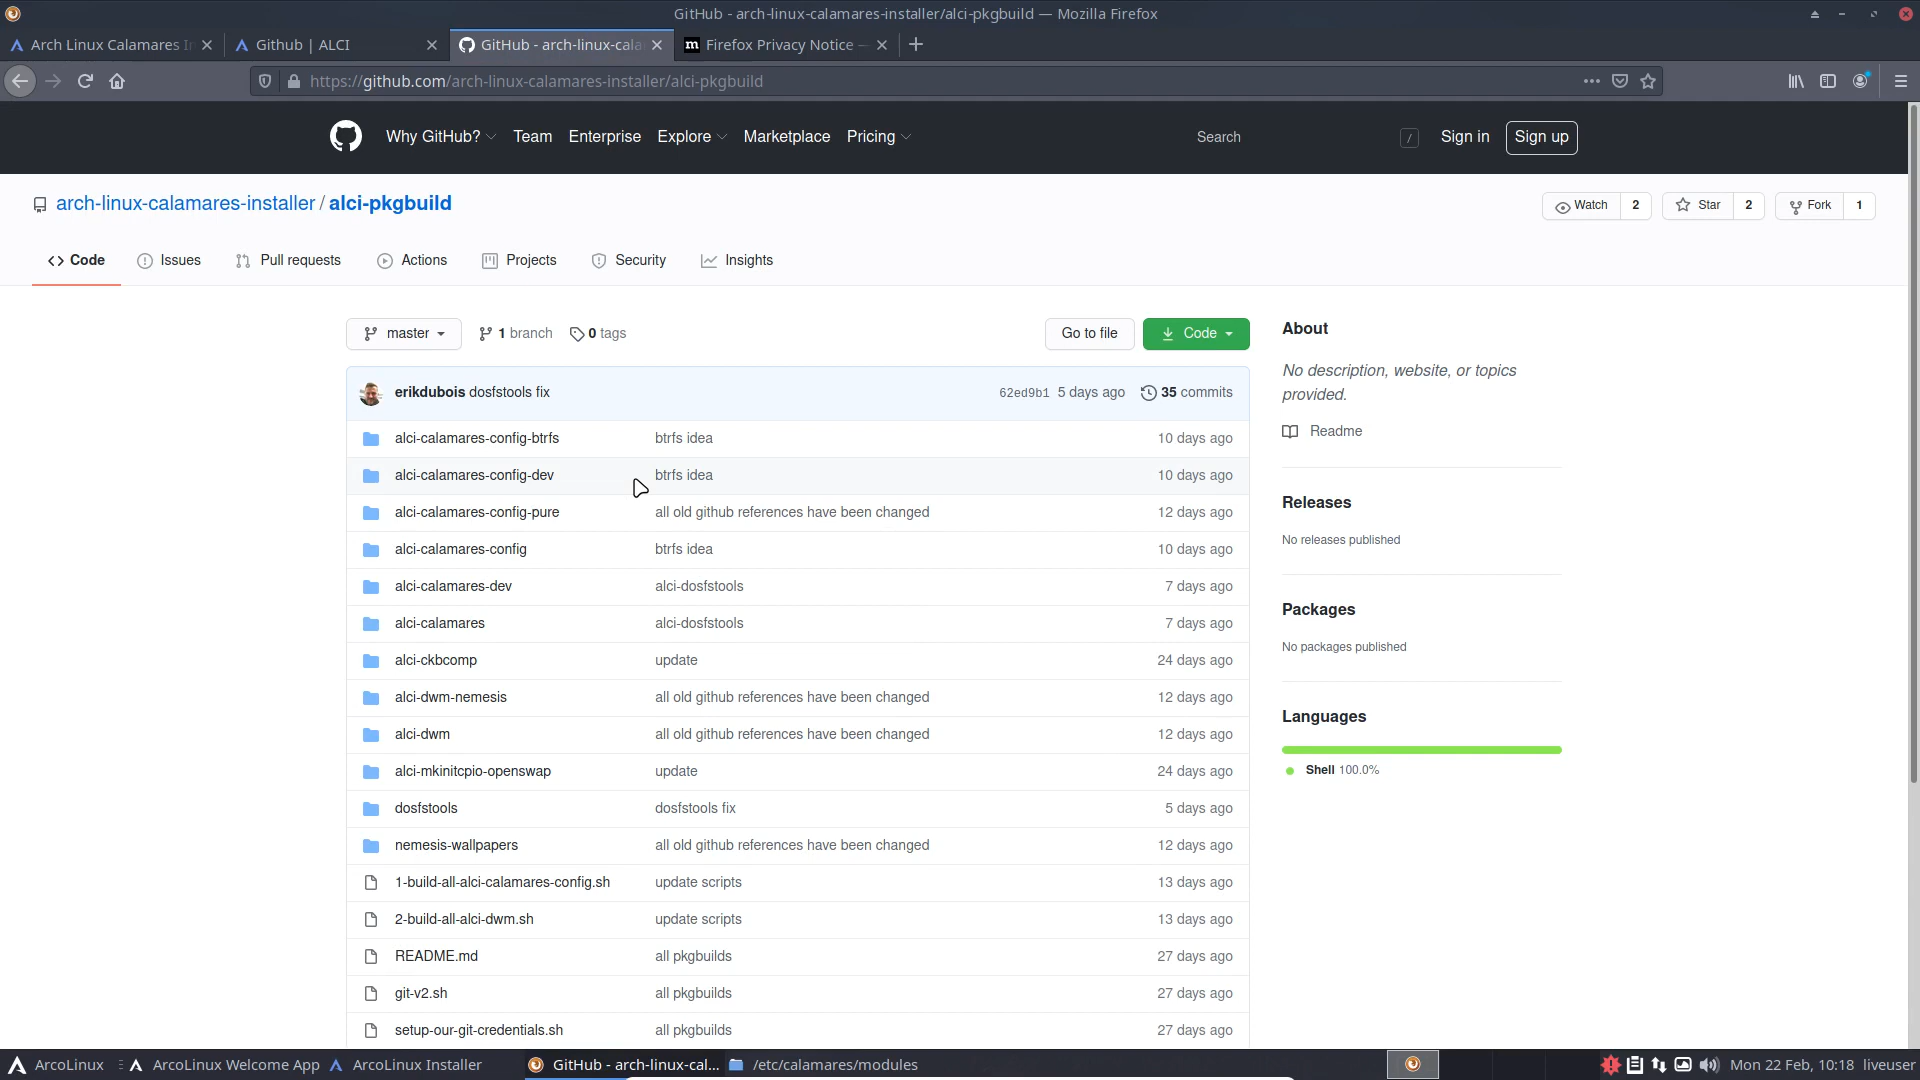 GitHub - arch-linux-calamares-installer/alci-pkgbuild — Mozilla Firefox
Arch Linux Calamares In
Github | ALCI
GitHub - arch-linux-cala
Firefox Privacy Notice —
https://github.com/arch-linux-calamares-installer/alci-pkgbuild
Why GitHub? Team Enterprise Explore Marketplace Pricing Search / Sign in Sign up
arch-linux-calamares-installer / alci-pkgbuild
Watch 2 Star 2 Fork 1
Code Issues Pull requests Actions Projects Security Insights
master 1 branch 0 tags Go to file Code
erikdubois dosfstools fix 62ed9b1 5 days ago 35 commits
alci-calamares-config-btrfs btrfs idea 10 days ago
alci-calamares-config-dev btrfs idea 10 days ago
alci-calamares-config-pure all old github references have been changed 12 days ago
alci-calamares-config btrfs idea 10 days ago
alci-calamares-dev alci-dosfstools 7 days ago
alci-calamares alci-dosfstools 7 days ago
alci-ckbcomp update 24 days ago
alci-dwm-nemesis all old github references have been changed 12 days ago
alci-dwm all old github references have been changed 12 days ago
alci-mkinitcpio-openswap update 24 days ago
dosfstools dosfstools fix 5 days ago
nemesis-wallpapers all old github references have been changed 12 days ago
1-build-all-alci-calamares-config.sh update scripts 13 days ago
2-build-all-alci-dwm.sh update scripts 13 days ago
README.md all pkgbuilds 27 days ago
git-v2.sh all pkgbuilds 27 days ago
setup-our-git-credentials.sh all pkgbuilds 27 days ago
About
No description, website, or topics
provided.
Readme
Releases
No releases published
Packages
No packages published
Languages
Shell 100.0%
ArcoLinux
ArcoLinux Welcome App
ArcoLinux Installer
GitHub - arch-linux-cal...
/etc/calamares/modules
Mon 22 Feb, 10:18 liveuser